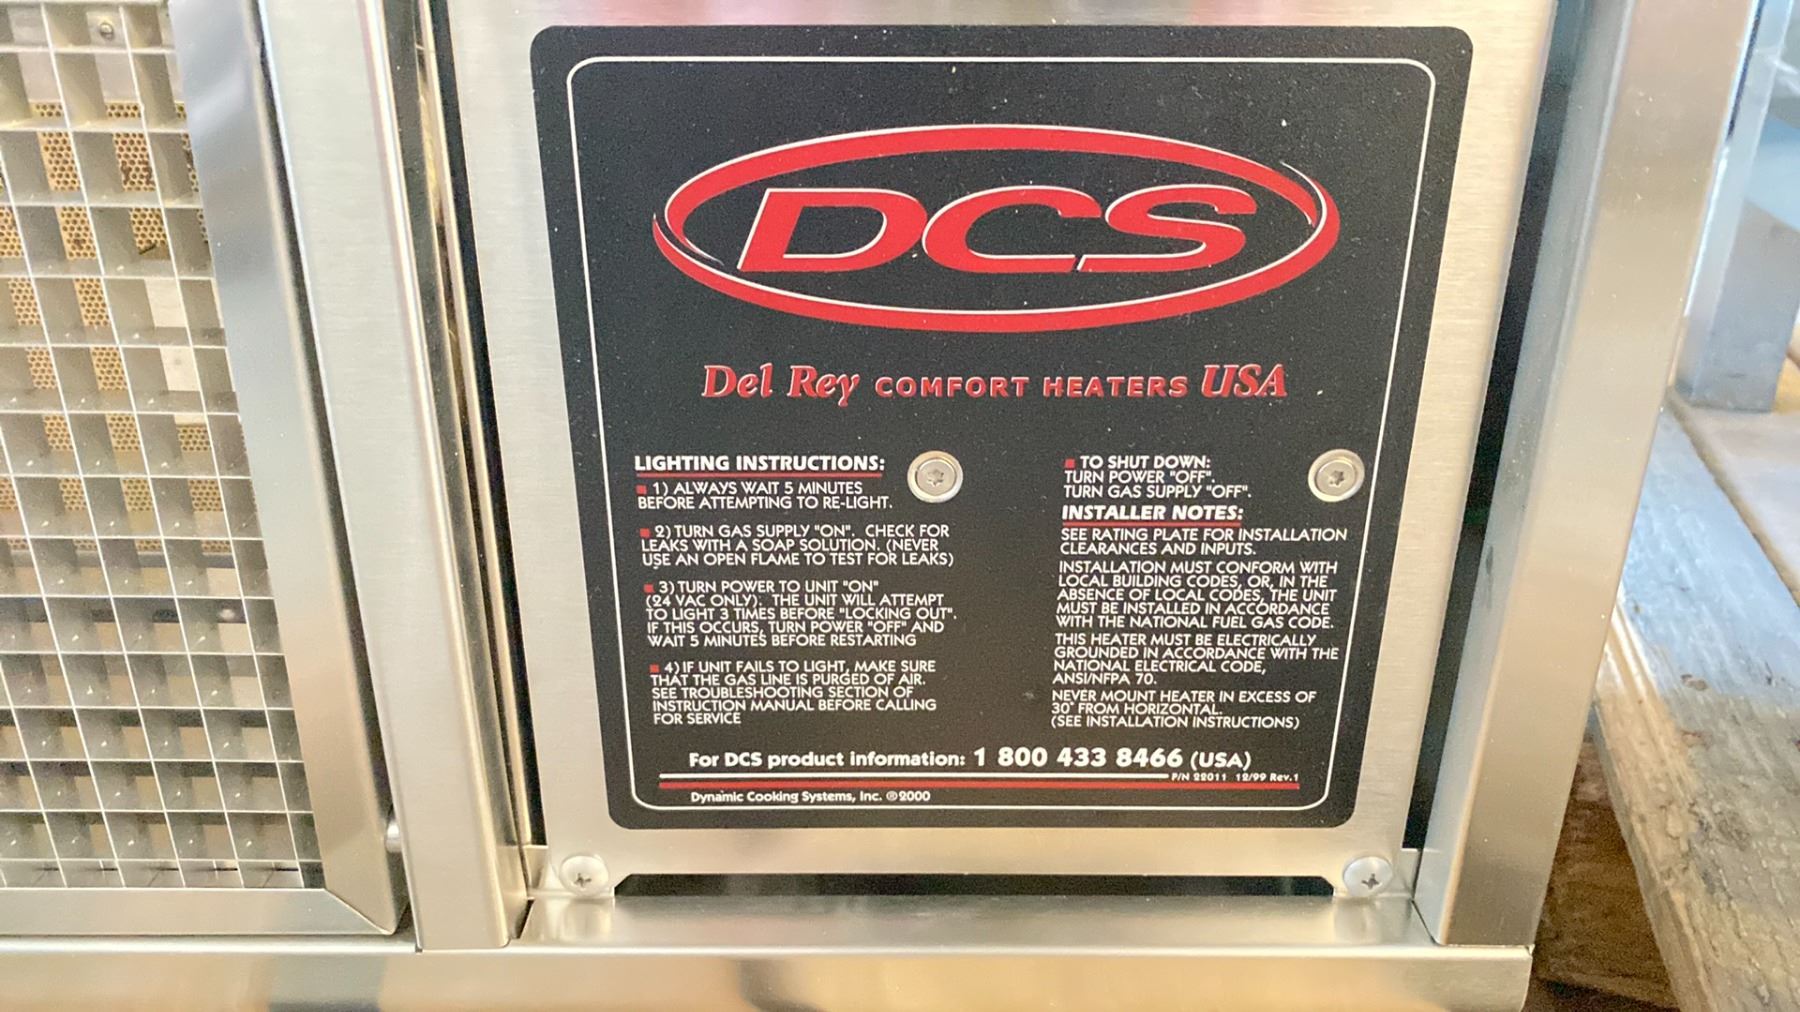 DCS
Del Rey COMFORT HEATERS USA
LIGHTING INSTRUCTIONS:
1) ALWAYS WAIT 5 MINUTES
BEFORE ATTEMPTING TO RE-LIGHT.
2) TURN GAS SUPPLY "ON". CHECK FOR
LEAKS WITH A SOAP SOLUTION. (NEVER
USE AN OPEN FLAME TO TEST FOR LEAKS)
3) TURN POWER TO UNIT "ON"
(24 VAC ONLY). THE UNIT WILL ATTEMPT
TO LIGHT 3 TIMES BEFORE "LOCKING OUT".
IF THIS OCCURS, TURN POWER "OFF" AND
WAIT 5 MINUTES BEFORE RESTARTING
4) IF UNIT FAILS TO LIGHT, MAKE SURE
THAT THE GAS LINE IS PURGED OF AIR.
SEE TROUBLESHOOTING SECTION OF
INSTRUCTION MANUAL BEFORE CALLING
FOR SERVICE
TO SHUT DOWN:
TURN POWER "OFF".
TURN GAS SUPPLY "OFF".
INSTALLER NOTES:
SEE RATING PLATE FOR INSTALLATION
CLEARANCES AND INPUTS.
INSTALLATION MUST CONFORM WITH
LOCAL BUILDING CODES, OR, IN THE
ABSENCE OF LOCAL CODES, THE UNIT
MUST BE INSTALLED IN ACCORDANCE
WITH THE NATIONAL FUEL GAS CODE.
THIS HEATER MUST BE ELECTRICALLY
GROUNDED IN ACCORDANCE WITH THE
NATIONAL ELECTRICAL CODE,
ANSI/NFPA 70.
NEVER MOUNT HEATER IN EXCESS OF
30° FROM HORIZONTAL.
(SEE INSTALLATION INSTRUCTIONS)
For DCS product information: 1 800 433 8466 (USA)
P/N 22011 12/99 Rev.1
Dynamic Cooking Systems, Inc. ®2000